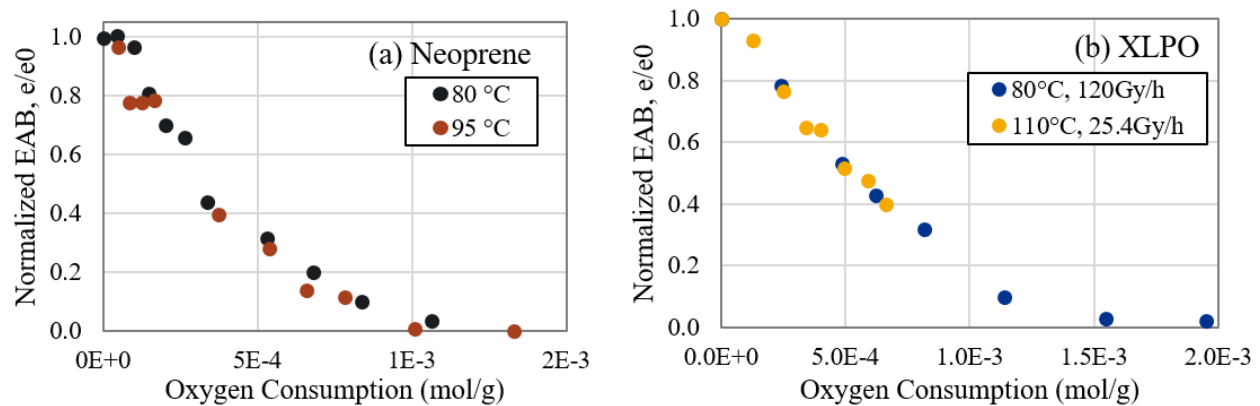 Normalized EAB, e/e0
1.0
0.8
0.6
0.4
0.2
0.0
(a) Neoprene
80 °C
95 °C
0E+0
5E-4
1E-3
2E-3
Oxygen Consumption (mol/g)
Normalized EAB, e/e0
1.0
0.8
0.6
0.4
0.2
0.0
(b) XLPO
80°C, 120Gy/h
110°C, 25.4Gy/h
0.0E+0
5.0E-4
1.0E-3
1.5E-3
2.0E-3
Oxygen Consumption (mol/g)